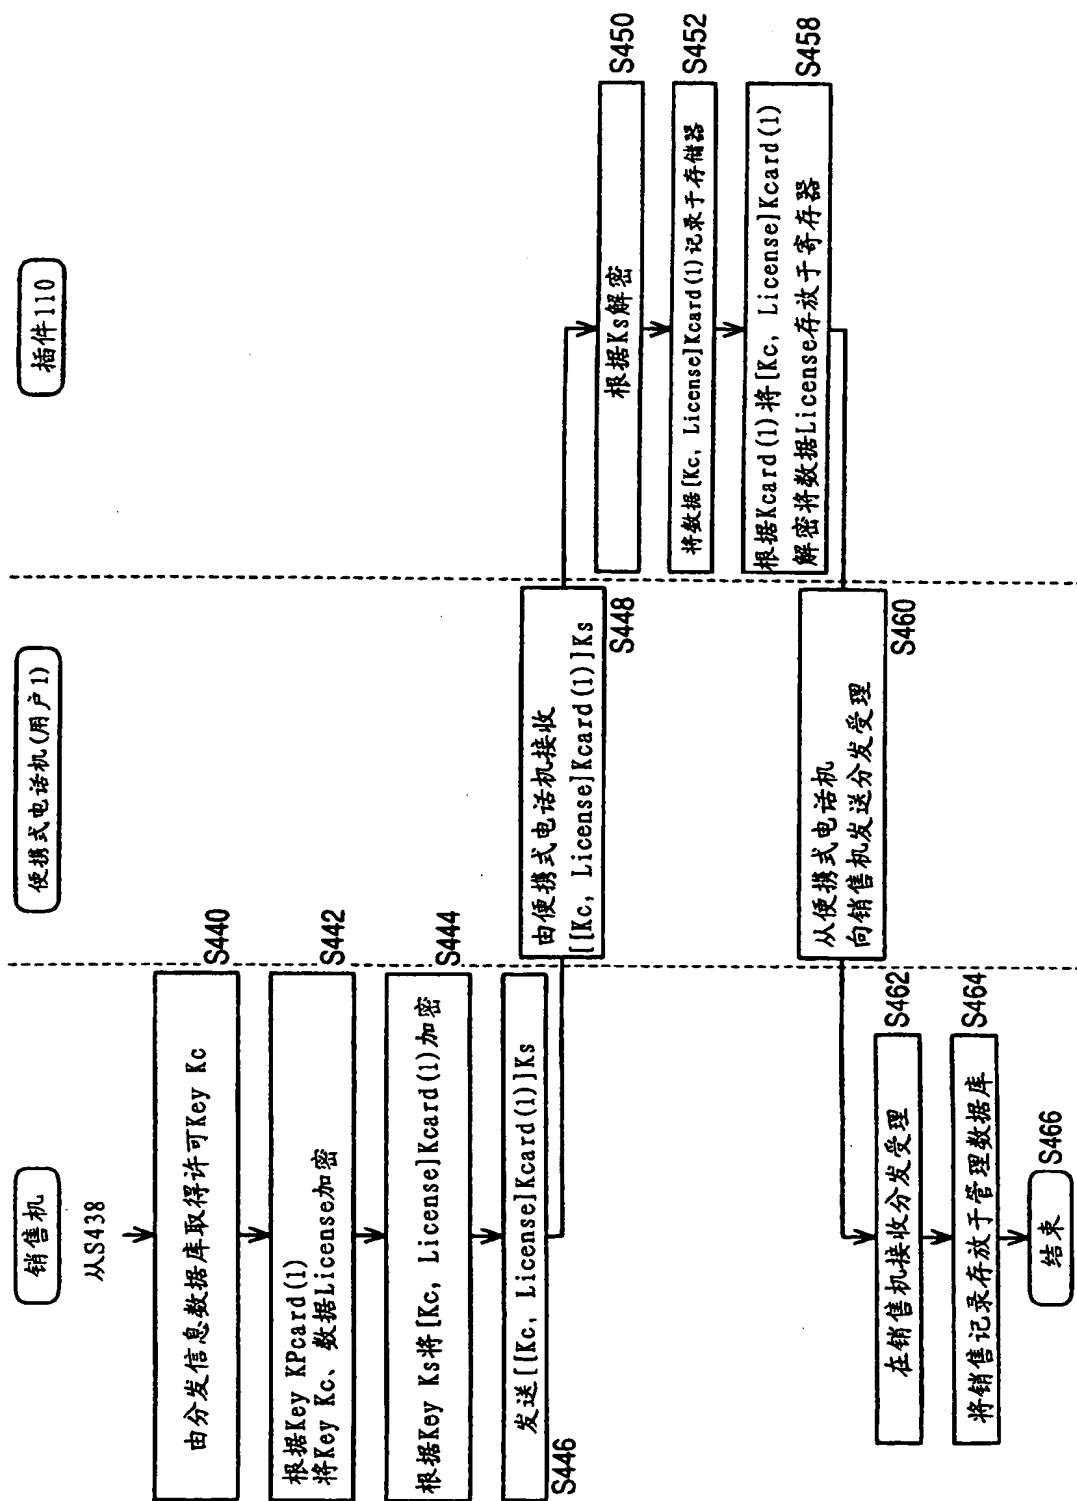 销售机
便携式电话机(用户1)
插件110
从S438
由分发信息数据库取得许可Key Kc
S440
根据Key KPcard(1)
将Key Kc、数据License加密
S442
根据Key Ks将[Kc, License]Kcard(1)加密
S444
发送[[Kc, License]Kcard(1)]Ks
S446
由便携式电话机接收
[[Kc, License]Kcard(1)]Ks
S448
根据Ks解密
S450
将数据[Kc, License]Kcard(1)记录于存储器
S452
根据Kcard(1)将[Kc, License]Kcard(1)
解密将数据License存放于寄存器
S458
从便携式电话机
向销售机发送分发受理
S460
在销售机接收分发受理
S462
将销售记录存放于管理数据库
S464
结束
S466